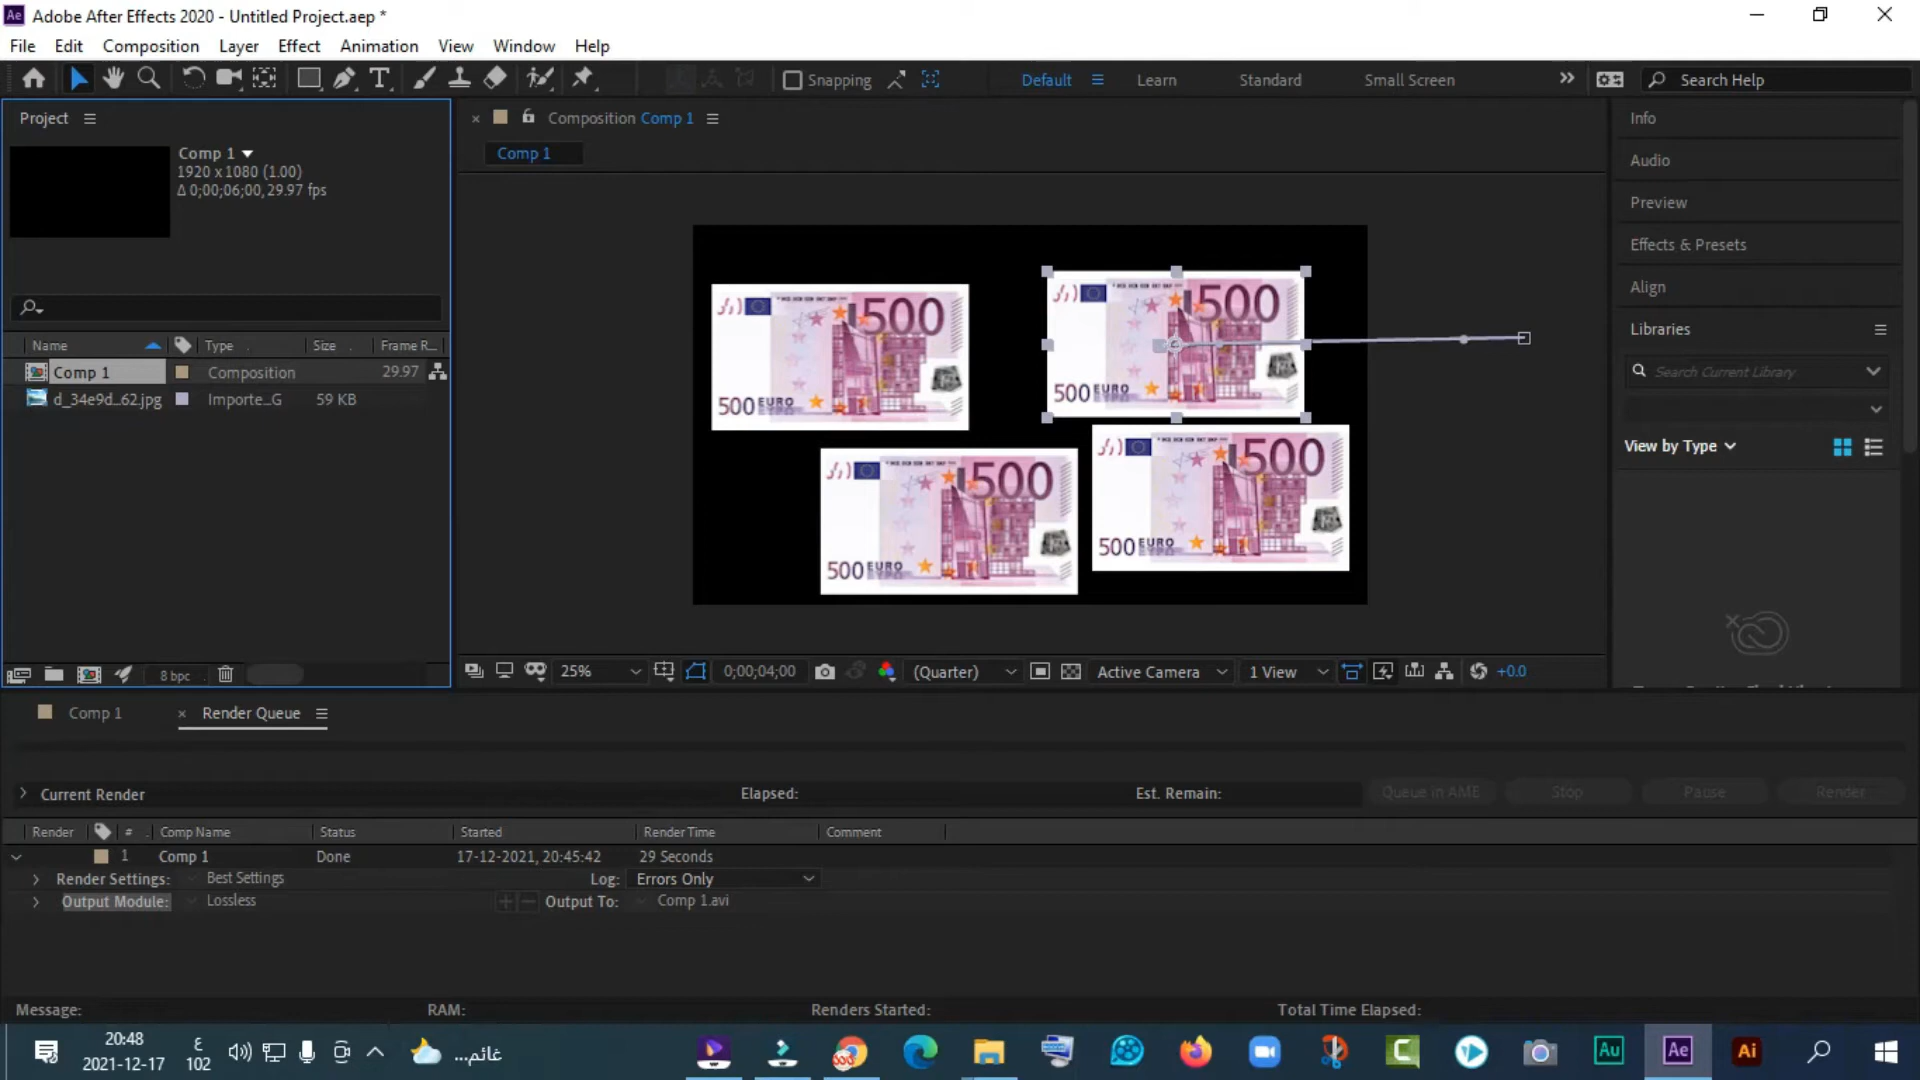 Adobe After Effects 2020 - Untitled Project.aep *
File Edit Composition Layer Effect Animation View Window Help
Snapping Default Learn Standard Small Screen Search Help
Project
Composition Comp 1
Info
Comp 1
1920 x 1080 (1.00)
Δ 0;00;06;00, 29.97 fps
Comp 1
Audio
Preview
Effects & Presets
Align
Libraries
Search Current Library
View by Type
Name Type Size Frame R...
Comp 1 Composition 29.97
d_34e9d_62.jpg Importe_G 59 KB
500
500 EURO
500
500 EURO
500
500 EURO
500
500 EURO
8 bpc
25% 0;00;04;00 (Quarter) Active Camera 1 View +0.0
Comp 1 Render Queue
Current Render Elapsed: Est. Remain: Queue in AME Stop Pause Render
Render # Comp Name Status Started Render Time Comment
1 Comp 1 Done 17-12-2021, 20:45:42 29 Seconds
Render Settings: Best Settings Log: Errors Only
Output Module: Lossless Output To: Comp 1.avi
Message: RAM: Renders Started: Total Time Elapsed:
20:48
2021-12-17
ع
102
غائم...
Au Ae Ai